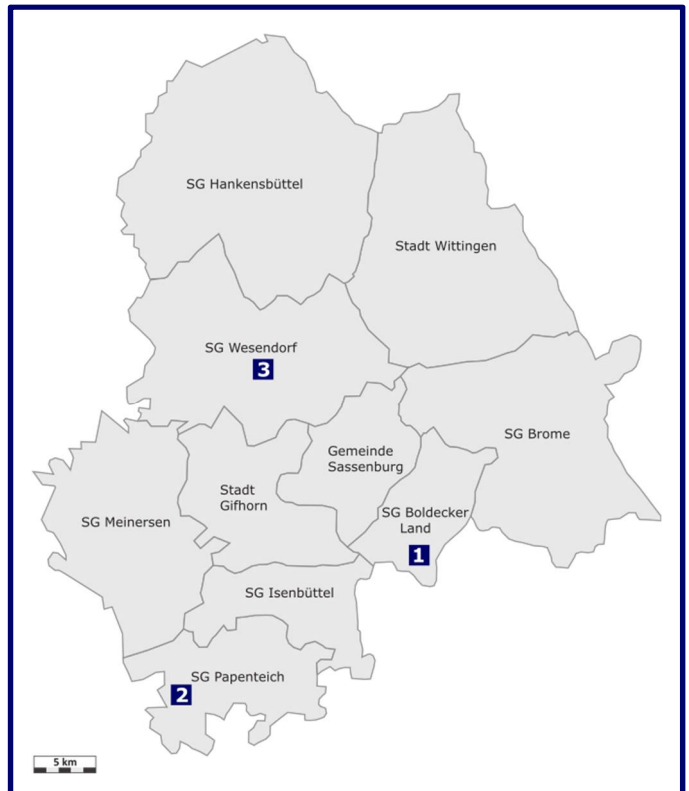 SG Hankensbüttel
Stadt Wittingen
SG Wesendorf
3
SG Brome
Gemeinde
Sassenburg
Stadt
Gifhorn
SG Meinersen
SG Boldecker
Land
1
SG Isenbüttel
SG Papenteich
2
5 km